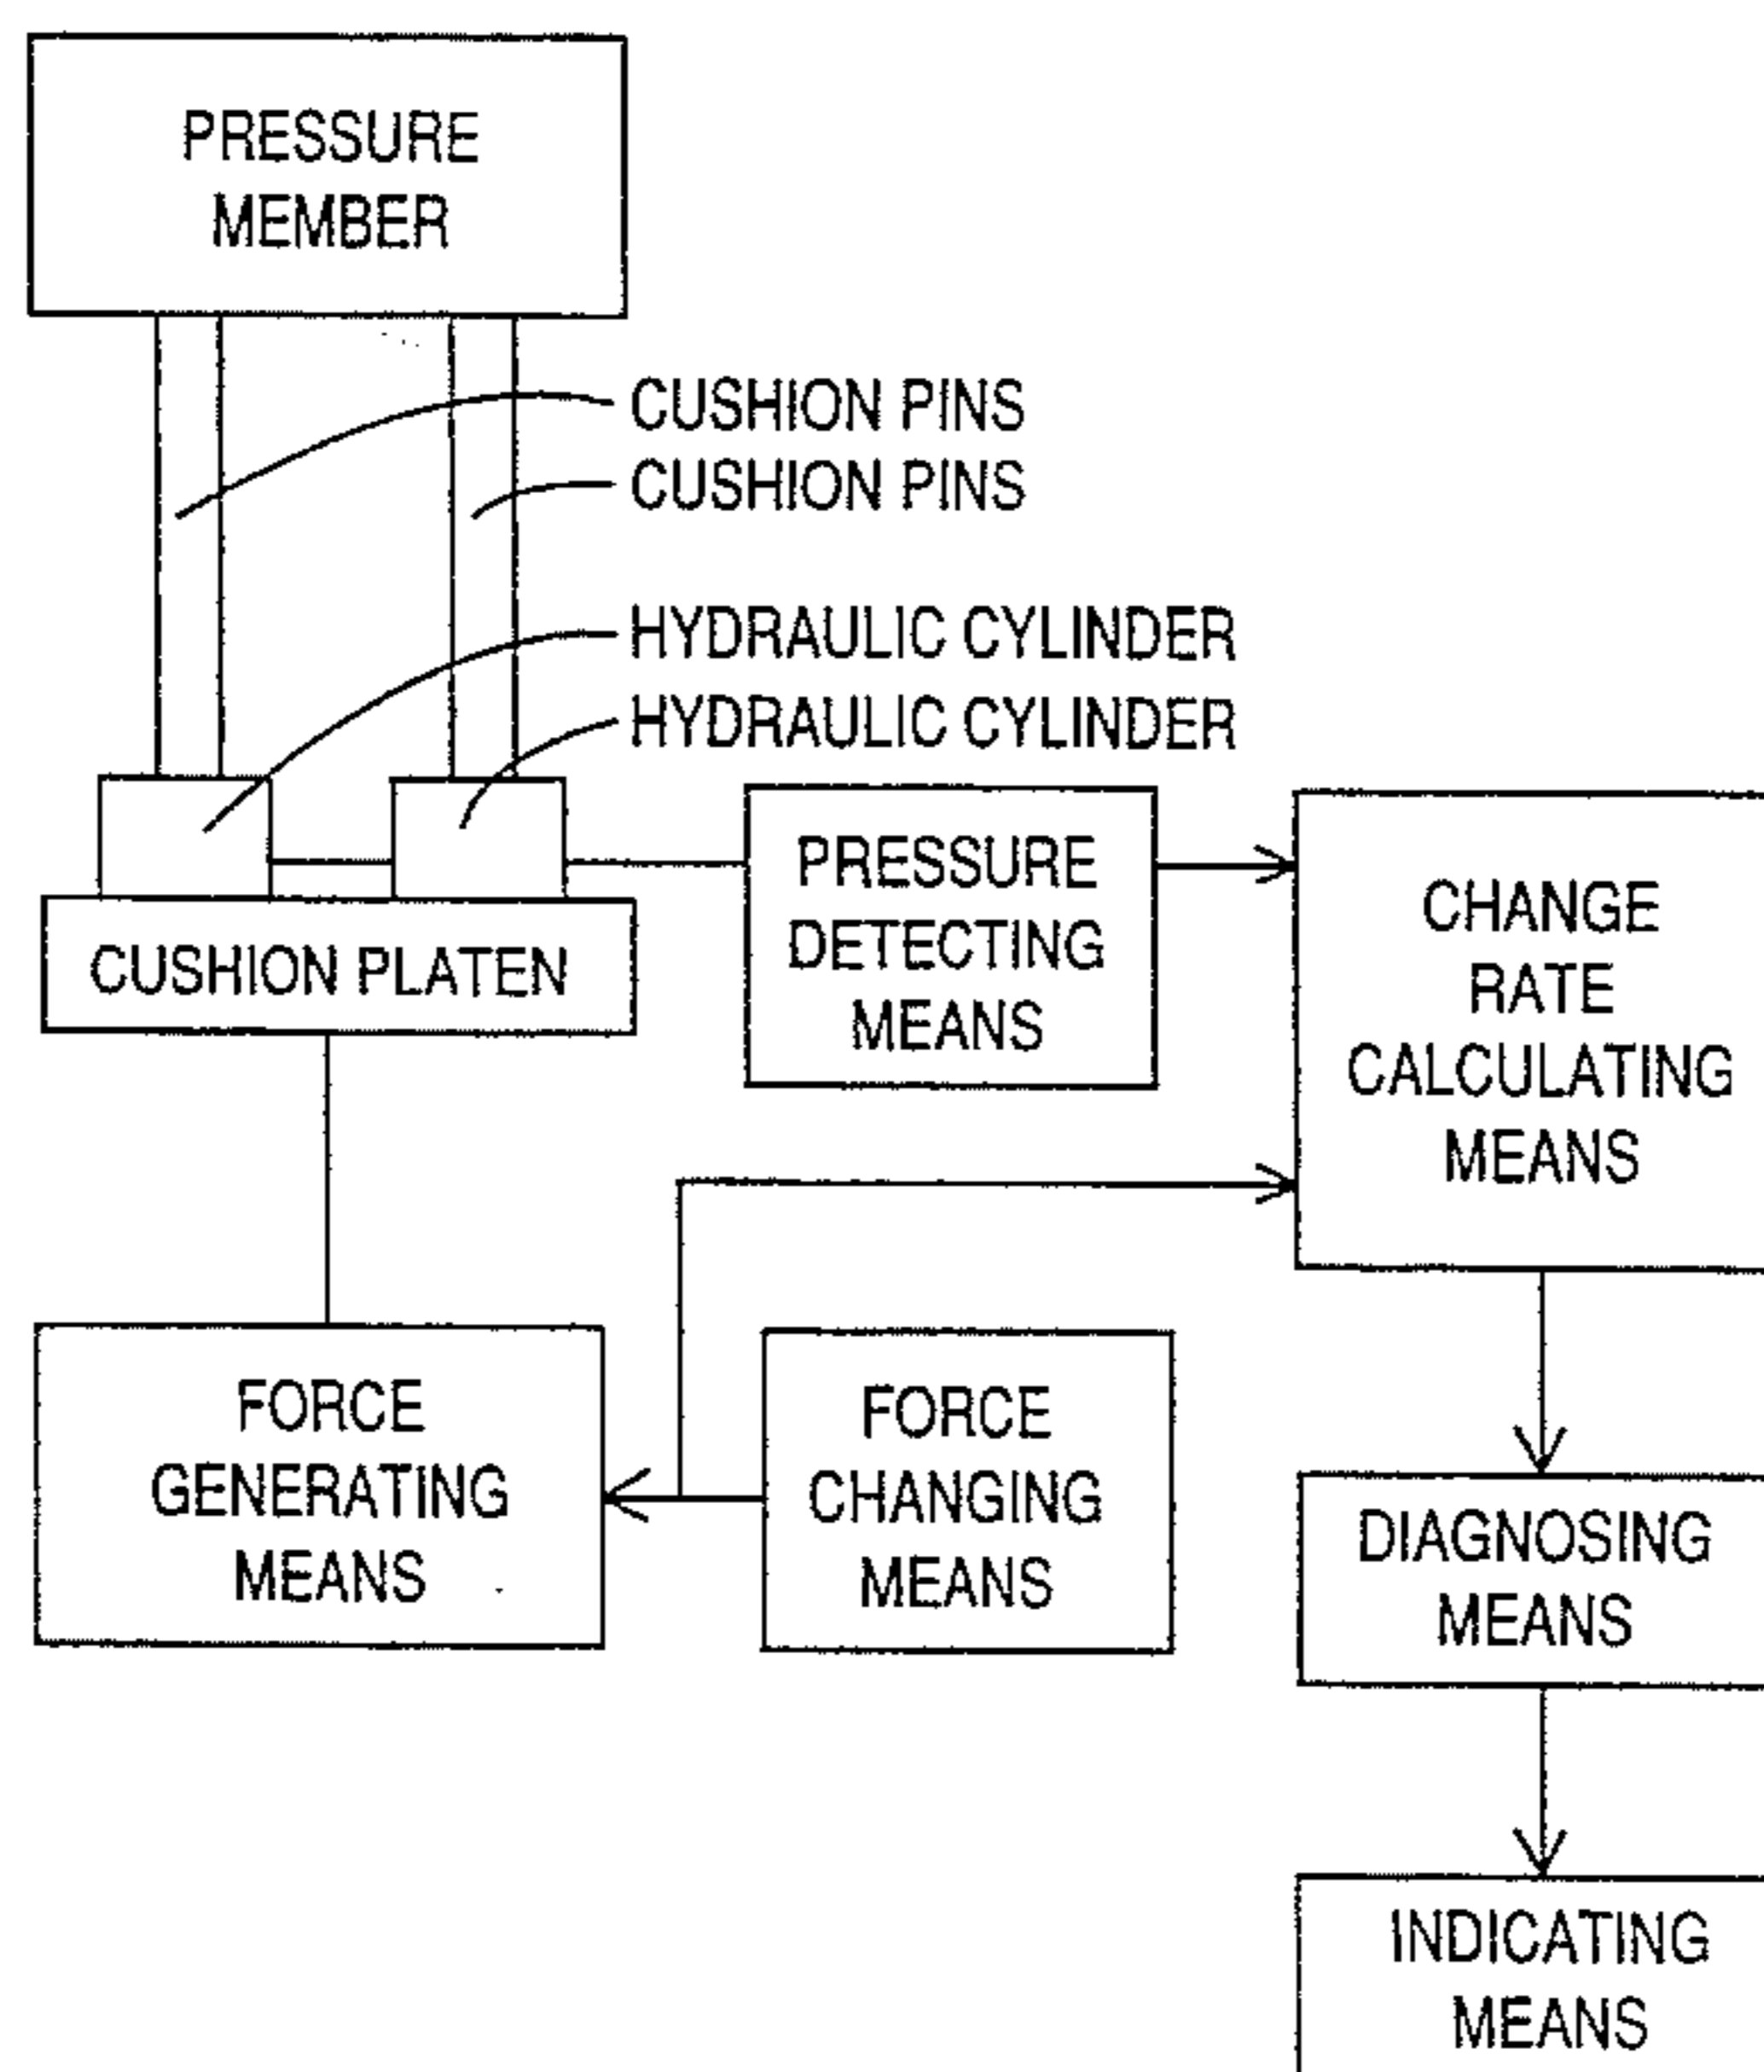 PRESSURE
MEMBER
CUSHION PINS
CUSHION PINS
HYDRAULIC CYLINDER
HYDRAULIC CYLINDER
CUSHION PLATEN
PRESSURE
DETECTING
MEANS
CHANGE
RATE
CALCULATING
MEANS
FORCE
GENERATING
MEANS
FORCE
CHANGING
MEANS
DIAGNOSING
MEANS
INDICATING
MEANS